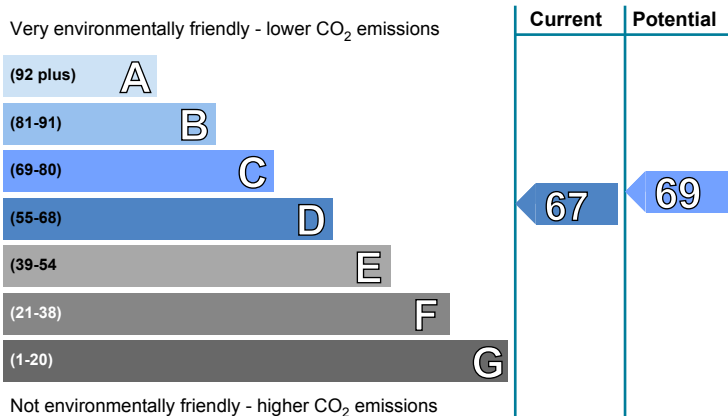 Very environmentally friendly - lower CO2 emissions
Current
Potential
(92 plus) A
(81-91) B
(69-80) C
(55-68) D
(39-54 E
(21-38) F
(1-20) G
67
69
Not environmentally friendly - higher CO2 emissions